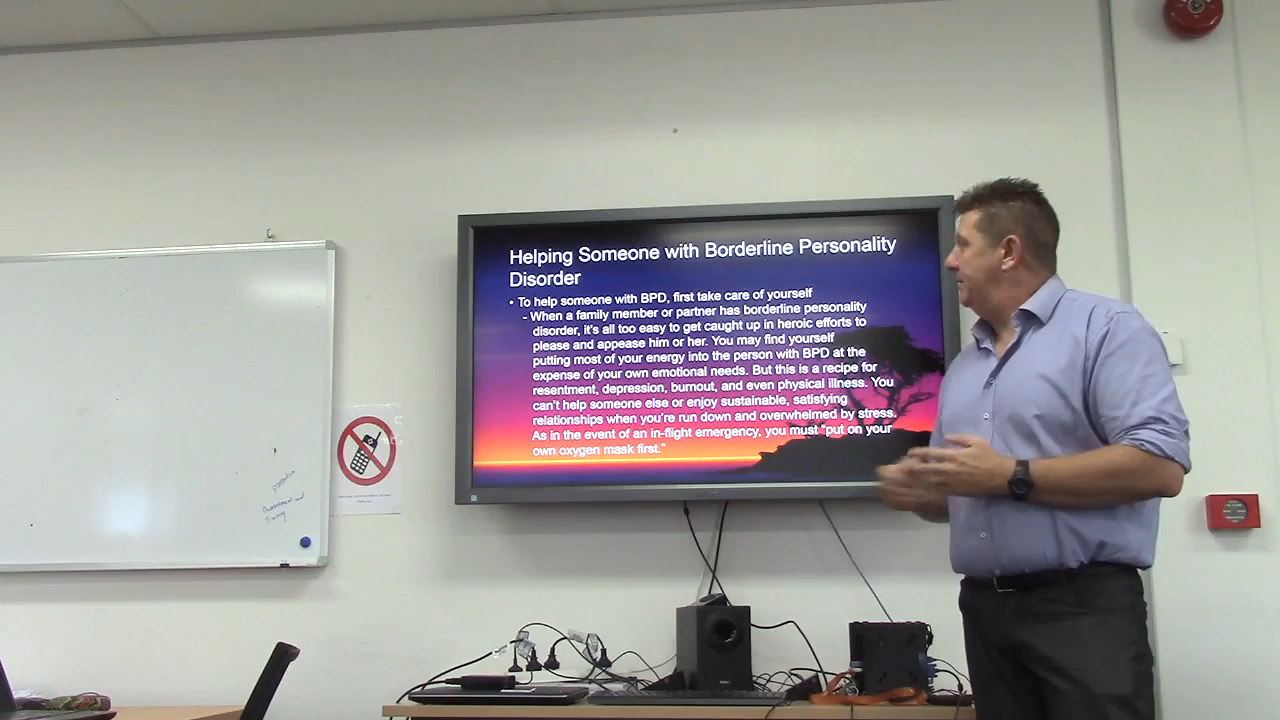 Helping Someone with Borderline Personality
Disorder
• To help someone with BPD, first take care of yourself
- When a family member or partner has borderline personality
disorder, it's all too easy to get caught up in heroic efforts to
please and appease him or her. You may find yourself
putting most of your energy into the person with BPD at the
expense of your own emotional needs. But this is a recipe for
resentment, depression, burnout, and even physical illness. You
can't help someone else or enjoy sustainable, satisfying
relationships when you're run down and overwhelmed by stress.
As in the event of an in-flight emergency, you must "put on your
own oxygen mask first."
and
Training